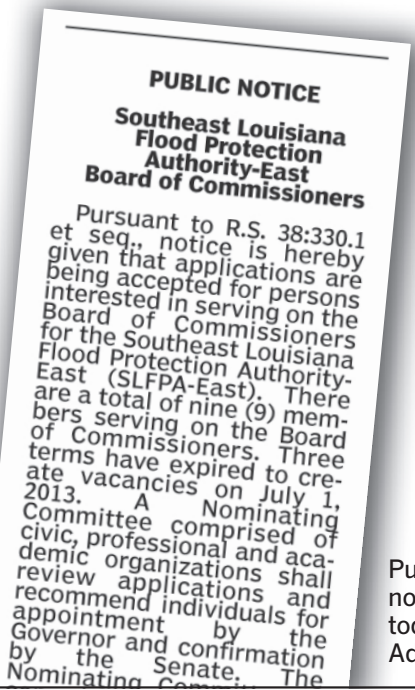 PUBLIC NOTICE
Southeast Louisiana
Flood Protection
Authority-East
Board of Commissioners
Pursuant to R.S. 38:330.1
et seq., notice is hereby
given that applications are
being accepted for persons
interested in serving on the
Board of Commissioners
for the Southeast Louisiana
Flood Protection Authority-
East (SLFPA-East). There
are a total of nine (9) mem-
bers serving on the Board
of Commissioners. Three
terms have expired to cre-
ate vacancies on July 1,
2013. A Nominating
Committee comprised of
civic, professional and aca-
demic organizations shall
review applications and
recommend individuals for
appointment by the
Governor and confirmation
by the Senate. The
Nominating